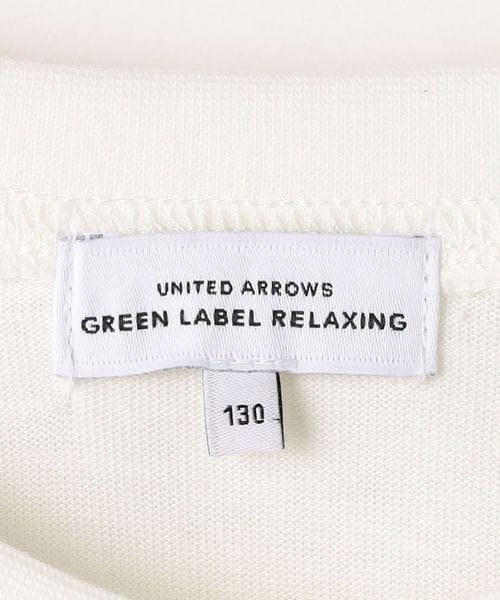 UNITED ARROWS
GREEN LABEL RELAXING
130